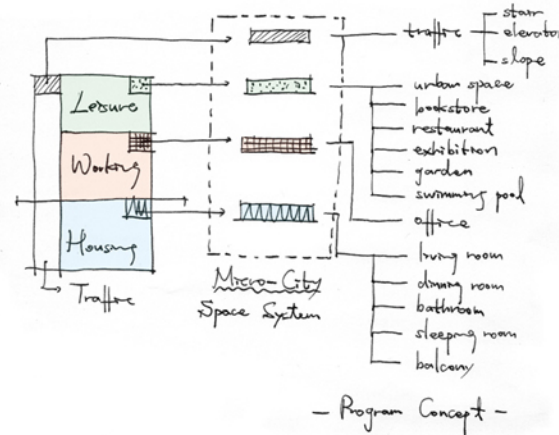 stair
traffic
elevator
slope
Leisure
Working
Housing
Traffic
Micro-City
Space System
urban space
bookstore
restaurant
exhibition
garden
swimming pool
office
living room
dinning room
bathroom
sleeping room
balcony
- Program Concept -